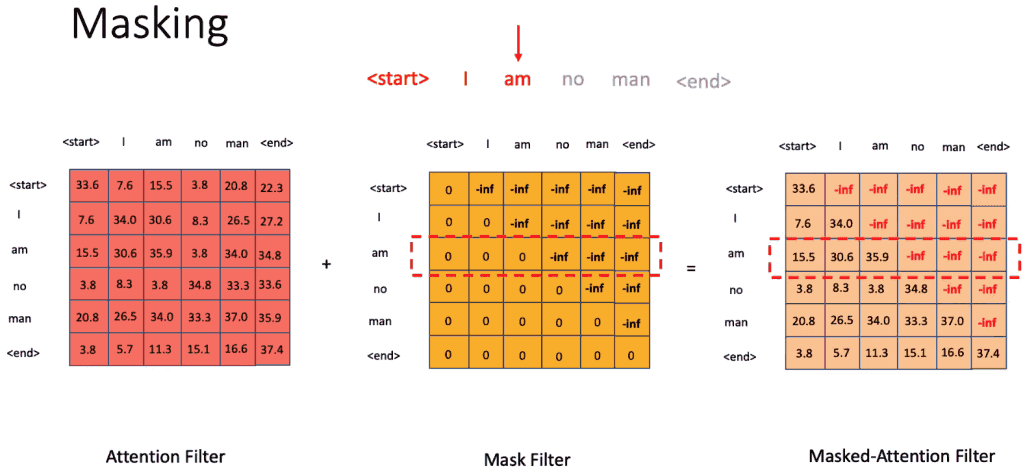 Masking
<start> I am no man <end>
<start> I am no man <end>
<start> I am no man <end>
<start> I am no man <end>
<start> 33.6 7.6 15.5 3.8 20.8 22.3
<start> 0 -inf -inf -inf -inf -inf
<start> 33.6 -inf -inf -inf -inf -inf
I 7.6 34.0 30.6 8.3 26.5 27.2
I 0 0 -inf -inf -inf -inf
I 7.6 34.0 -inf -inf -inf -inf
am 15.5 30.6 35.9 3.8 34.0 34.8
+
am 0 0 0 -inf -inf -inf
=
am 15.5 30.6 35.9 -inf -inf -inf
no 3.8 8.3 3.8 34.8 33.3 33.6
no 0 0 0 0 -inf -inf
no 3.8 8.3 3.8 34.8 -inf -inf
man 20.8 26.5 34.0 33.3 37.0 35.9
man 0 0 0 0 0 -inf
man 20.8 26.5 34.0 33.3 37.0 -inf
<end> 3.8 5.7 11.3 15.1 16.6 37.4
<end> 0 0 0 0 0 0
<end> 3.8 5.7 11.3 15.1 16.6 37.4
Attention Filter
Mask Filter
Masked-Attention Filter